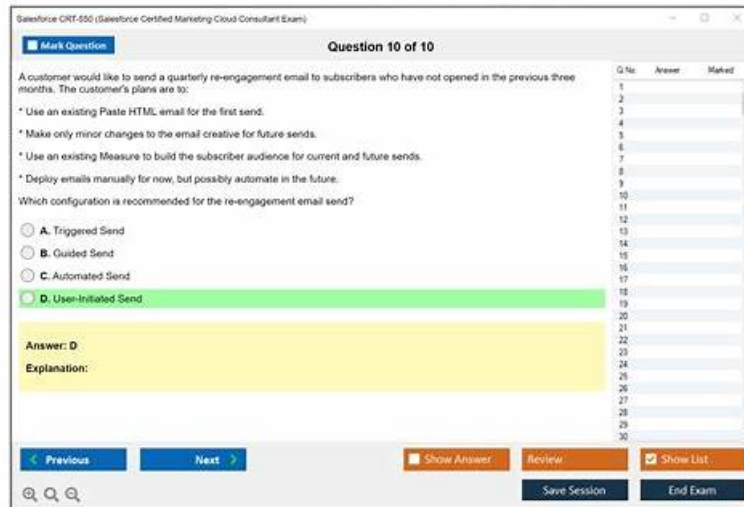 Salesforce CRT-550 (Salesforce Certified Marketing Cloud Consultant Exam)
Mark Question
Question 10 of 10
A customer would like to send a quarterly re-engagement email to subscribers who have not opened in the previous three
months. The customer's plans are to:
* Use an existing Paste HTML email for the first send.
* Make only minor changes to the email creative for future sends.
* Use an existing Measure to build the subscriber audience for current and future sends.
* Deploy emails manually for now, but possibly automate in the future.
Which configuration is recommended for the re-engagement email send?
A. Triggered Send
B. Guided Send
C. Automated Send
D. User-Initiated Send
Answer: D
Explanation:
Q.No. Answer Marked
1
2
3
4
5
6
7
8
9
10
11
12
13
14
15
16
17
18
19
20
21
22
23
24
25
26
27
28
29
30
Previous
Next
Show Answer
Review
Show List
Save Session
End Exam